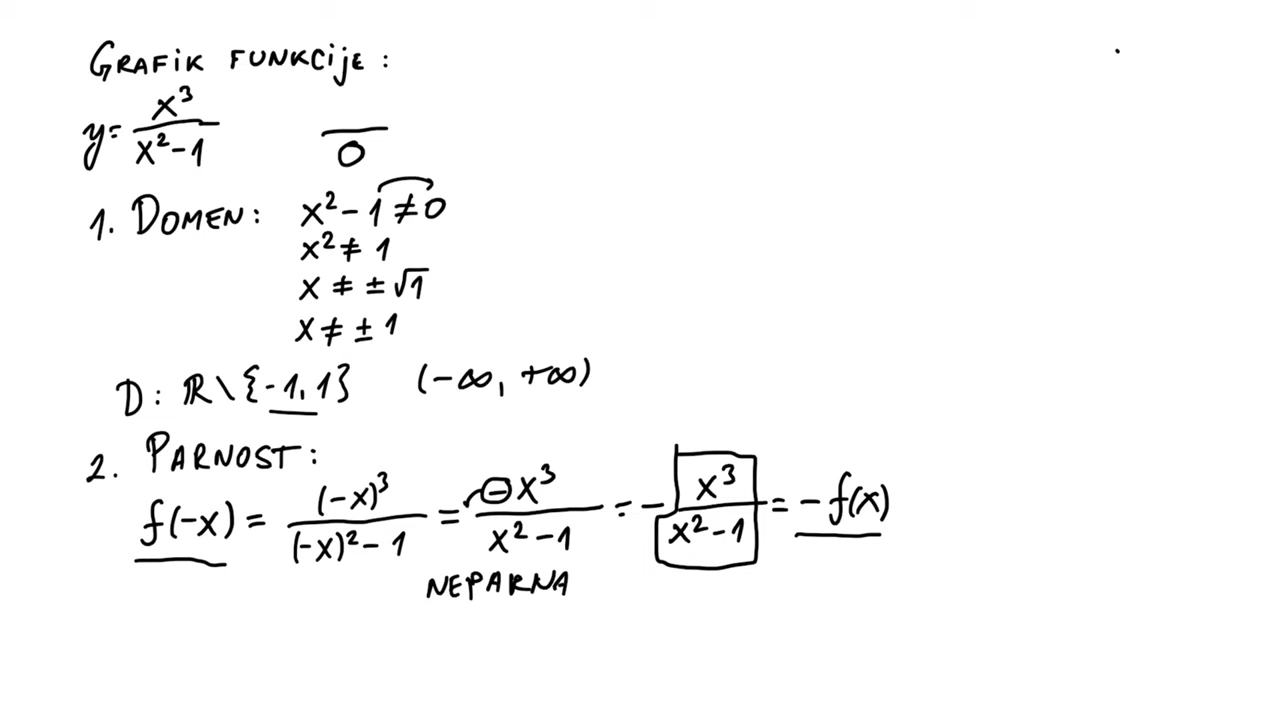 GRAFIK FUNKCIJE :
y = x³ / (x² - 1)   — / 0
1. DOMEN : x² - 1 ≠ 0
x² ≠ 1
x ≠ ± √1
x ≠ ± 1
D : ℝ \ {-1, 1} (-∞, +∞)
2. PARNOST :
f(-x) = (-x)³ / ((-x)² - 1) = -x³ / (x² - 1) = - x³ / (x² - 1) = - f(x)
NEPARNA